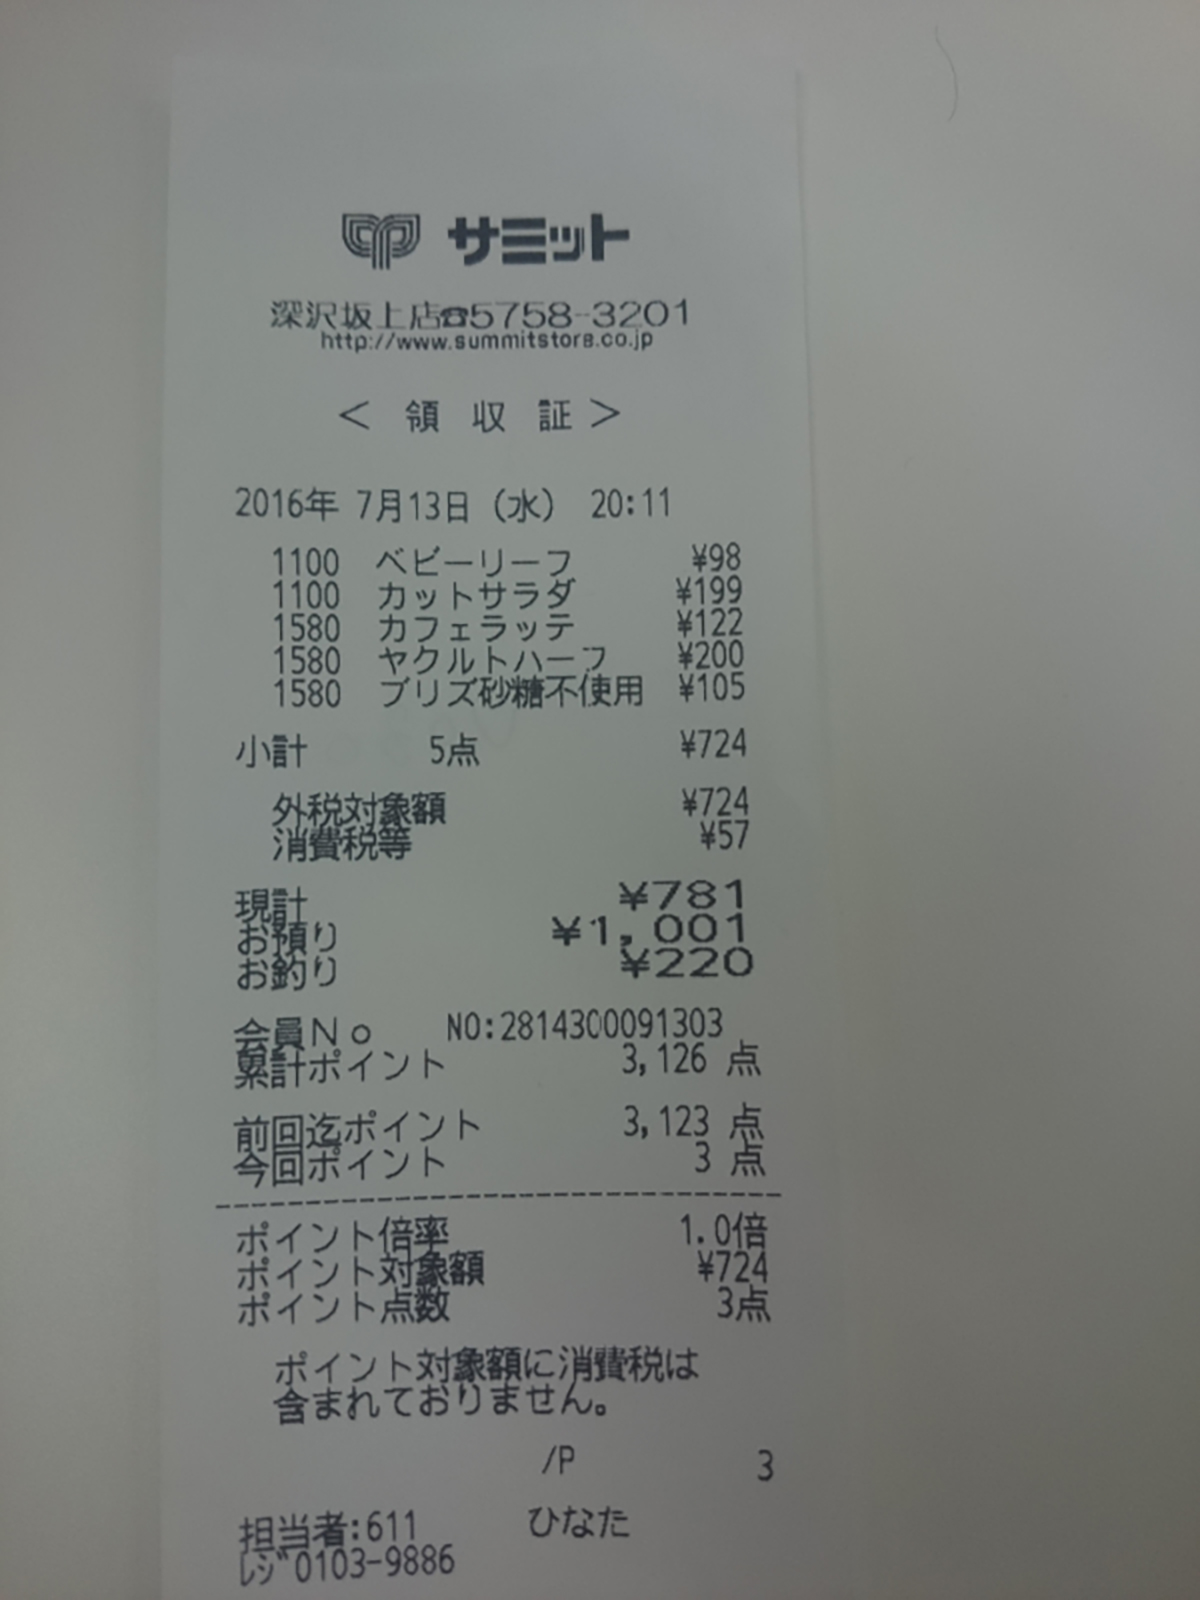 サミット
深沢坂上店☎5758-3201
http://www.summitstore.co.jp
＜ 領 収 証 ＞
2016年 7月13日（水） 20:11
1100 ベビーリーフ ¥98
1100 カットサラダ ¥199
1580 カフェラッテ ¥122
1580 ヤクルトハーフ ¥200
1580 ブリズ砂糖不使用 ¥105
小計 5点 ¥724
外税対象額 ¥724
消費税等 ¥57
現計 ¥781
お預り ¥1,001
お釣り ¥220
会員No NO:2814300091303
累計ポイント 3,126 点
前回迄ポイント 3,123 点
今回ポイント 3 点
ポイント倍率 1.0倍
ポイント対象額 ¥724
ポイント点数 3点
ポイント対象額に消費税は
含まれておりません。
/P 3
担当者:611 ひなた
ﾚｼﾞ0103-9886